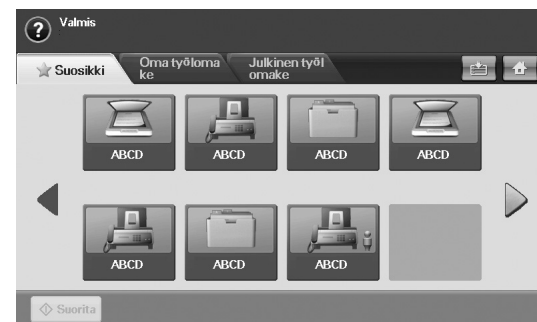 ?
Valmis
Suosikki
Oma työloma
ke
Julkinen työl
omake
ABCD
ABCD
ABCD
ABCD
ABCD
ABCD
ABCD
Suorita